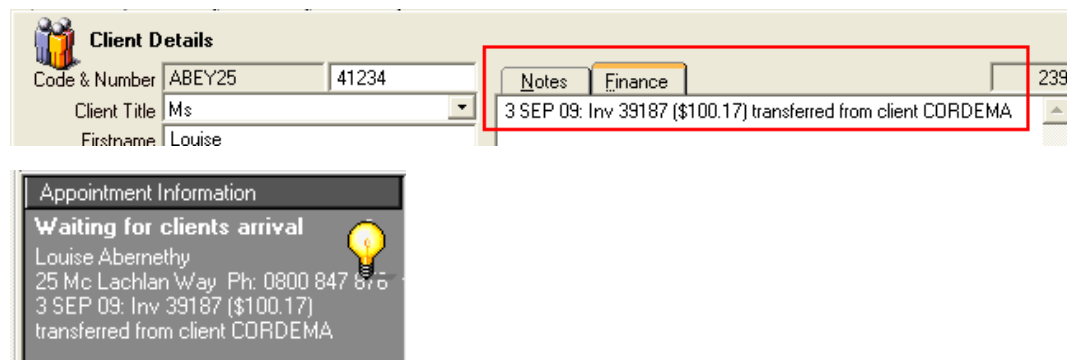 Client Details
Code & Number ABEY25 41234
Notes Finance 239
Client Title Ms
3 SEP 09: Inv 39187 ($100.17) transferred from client CORDEMA
Firstname Louise
Appointment Information
Waiting for clients arrival
Louise Abernethy
25 Mc Lachlan Way Ph: 0800 847 876
3 SEP 09: Inv 39187 ($100.17)
transferred from client CORDEMA